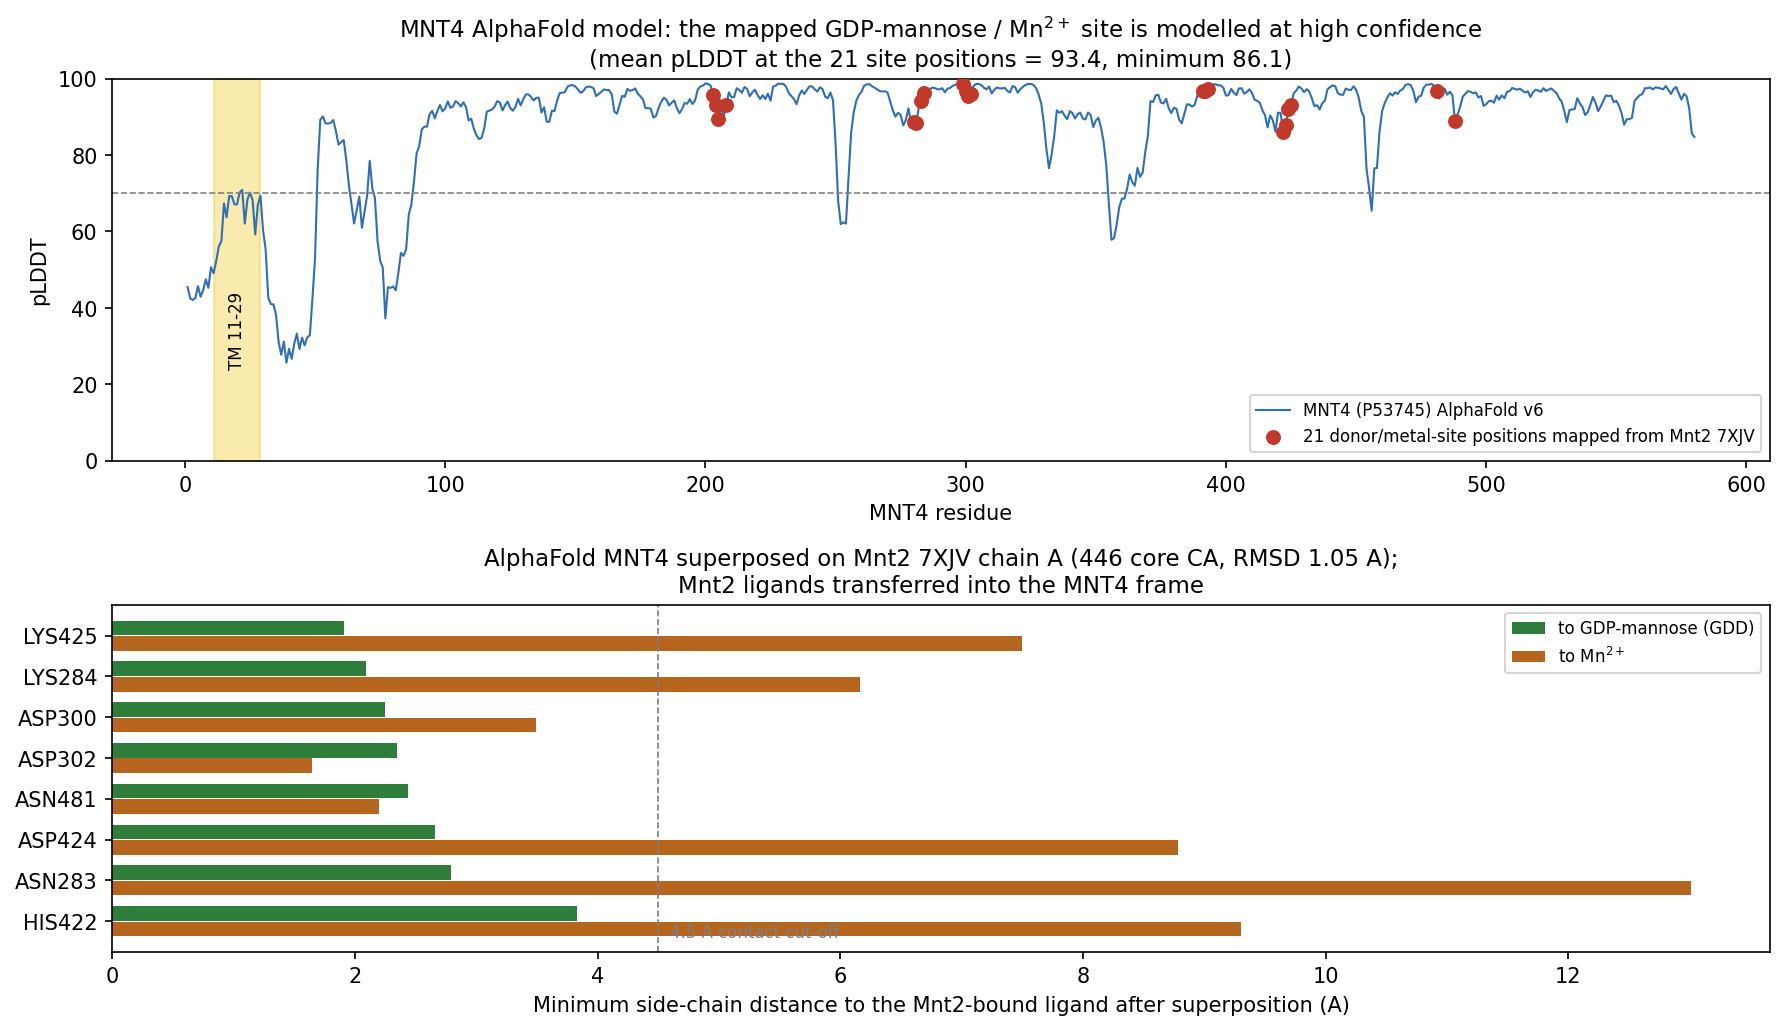 MNT4 AlphaFold model: the mapped GDP-mannose / Mn²⁺ site is modelled at high confidence
(mean pLDDT at the 21 site positions = 93.4, minimum 86.1)
100
80
60
40
20
0
pLDDT
TM 11-29
MNT4 (P53745) AlphaFold v6
21 donor/metal-site positions mapped from Mnt2 7XJV
0 100 200 300 400 500 600
MNT4 residue
AlphaFold MNT4 superposed on Mnt2 7XJV chain A (446 core CA, RMSD 1.05 A);
Mnt2 ligands transferred into the MNT4 frame
to GDP-mannose (GDD)
to Mn²⁺
LYS425
LYS284
ASP300
ASP302
ASN481
ASP424
ASN283
HIS422
4.5 A contact cut-off
0 2 4 6 8 10 12
Minimum side-chain distance to the Mnt2-bound ligand after superposition (A)